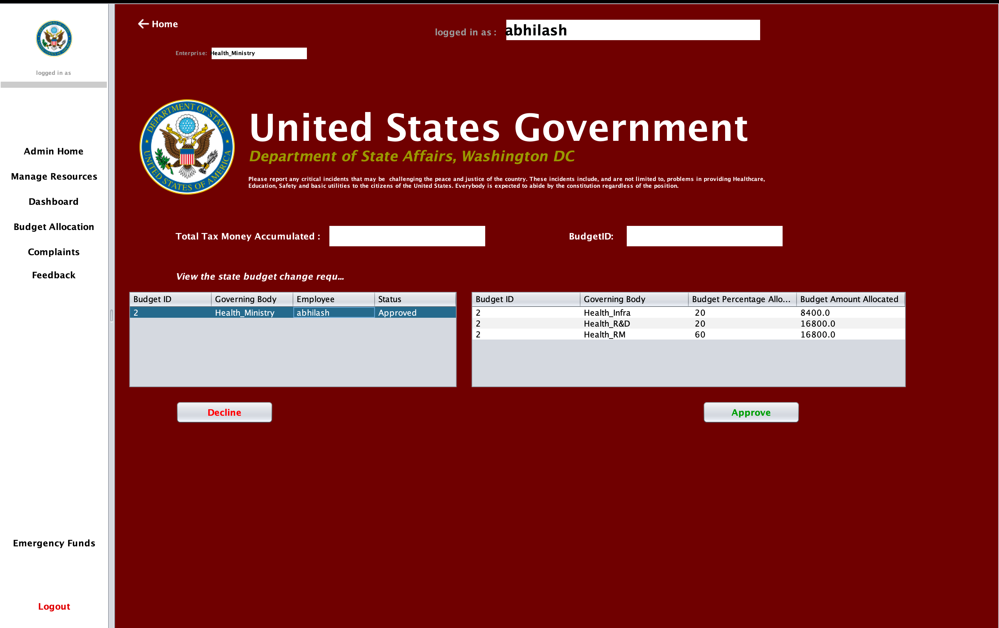 ← Home
logged in as : abhilash
Enterprise: Health_Ministry
DEPARTMENT OF STATE
UNITED STATES OF AMERICA
logged in as
Admin Home
Manage Resources
Dashboard
Budget Allocation
Complaints
Feedback
Emergency Funds
Logout
DEPARTMENT OF STATE
UNITED STATES OF AMERICA
United States Government
Department of State Affairs, Washington DC
Please report any critical incidents that may be  challenging the peace and justice of the country. These incidents include, and are not limited to, problems in providing Healthcare,
Education, Safety and basic utilities to the citizens of the United States. Everybody is expected to abide by the constitution regardless of the position.
Total Tax Money Accumulated :
BudgetID:
View the state budget change requ...
Budget ID Governing Body Employee Status
2 Health_Ministry abhilash Approved
Budget ID Governing Body Budget Percentage Allo... Budget Amount Allocated
2 Health_Infra 20 8400.0
2 Health_R&D 20 16800.0
2 Health_RM 60 16800.0
Decline
Approve